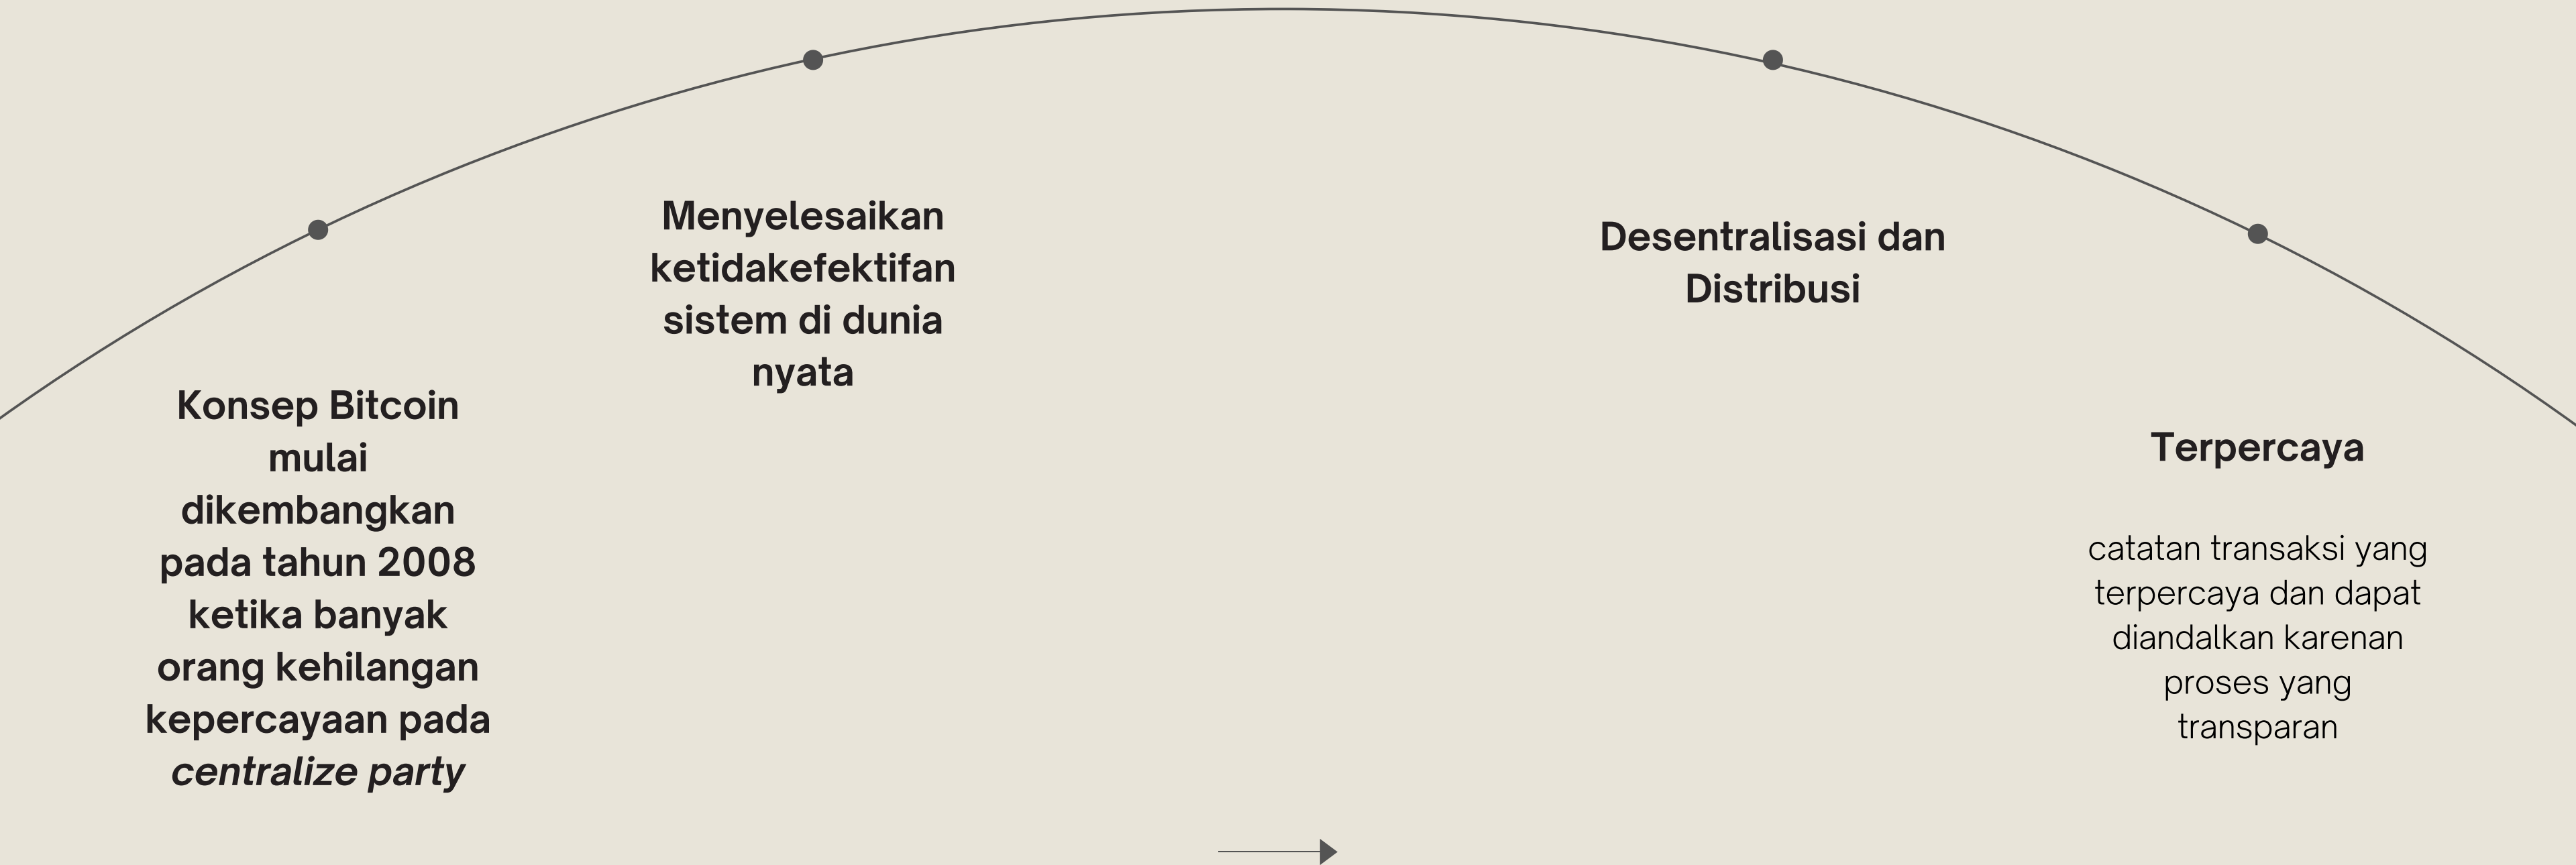 Konsep Bitcoin
mulai
dikembangkan
pada tahun 2008
ketika banyak
orang kehilangan
kepercayaan pada
centralize party
Menyelesaikan
ketidakefektifan
sistem di dunia
nyata
Desentralisasi dan
Distribusi
Terpercaya
catatan transaksi yang
terpercaya dan dapat
diandalkan karenan
proses yang
transparan